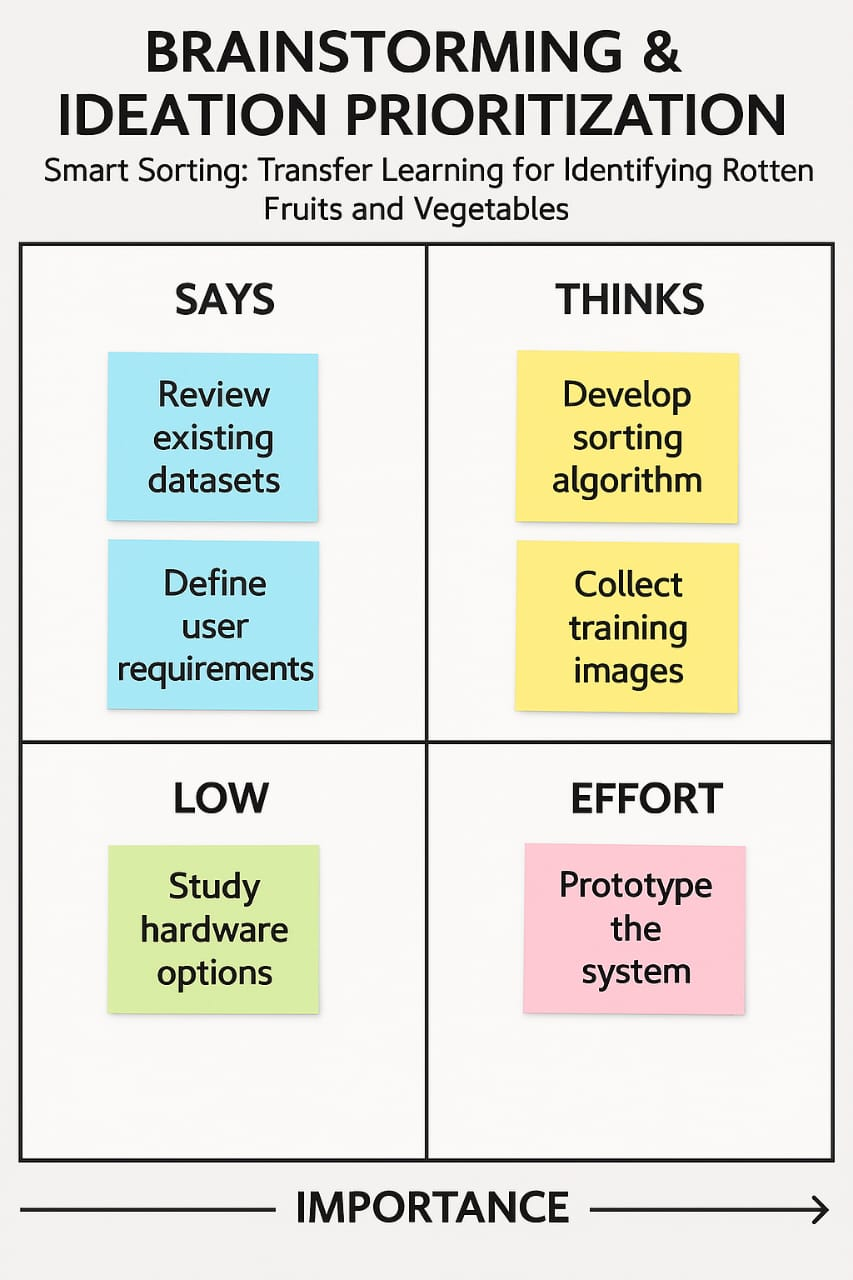 BRAINSTORMING &
IDEATION PRIORITIZATION
Smart Sorting: Transfer Learning for Identifying Rotten
Fruits and Vegetables
SAYS
Review
existing
datasets
Define
user
requirements
THINKS
Develop
sorting
algorithm
Collect
training
images
LOW
Study
hardware
options
EFFORT
Prototype
the
system
IMPORTANCE